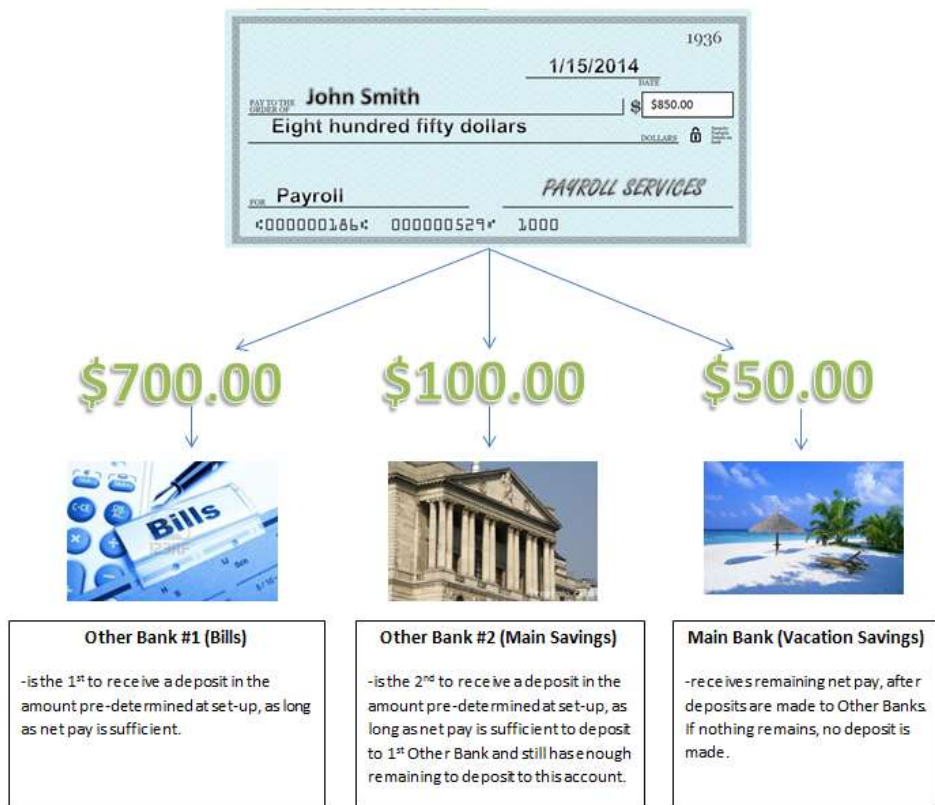 1936
1/15/2014
DATE
PAY TO THE
ORDER OF
John Smith
$
$850.00
Eight hundred fifty dollars
DOLLARS
FOR
Payroll
PAYROLL SERVICES
⑆000000186⑆ 000000529⑈ 1000
$700.00
$100.00
$50.00
Bills
Other Bank #1 (Bills)
-is the 1st to receive a deposit in the
amount pre-determined at set-up, as long
as net pay is sufficient.
Other Bank #2 (Main Savings)
-is the 2nd to receive a deposit in the
amount pre-determined at set-up, as
long as net pay is sufficient to deposit
to 1st Other Bank and still has enough
remaining to deposit to this account.
Main Bank (Vacation Savings)
-receives remaining net pay, after
deposits are made to Other Banks.
If nothing remains, no deposit is
made.